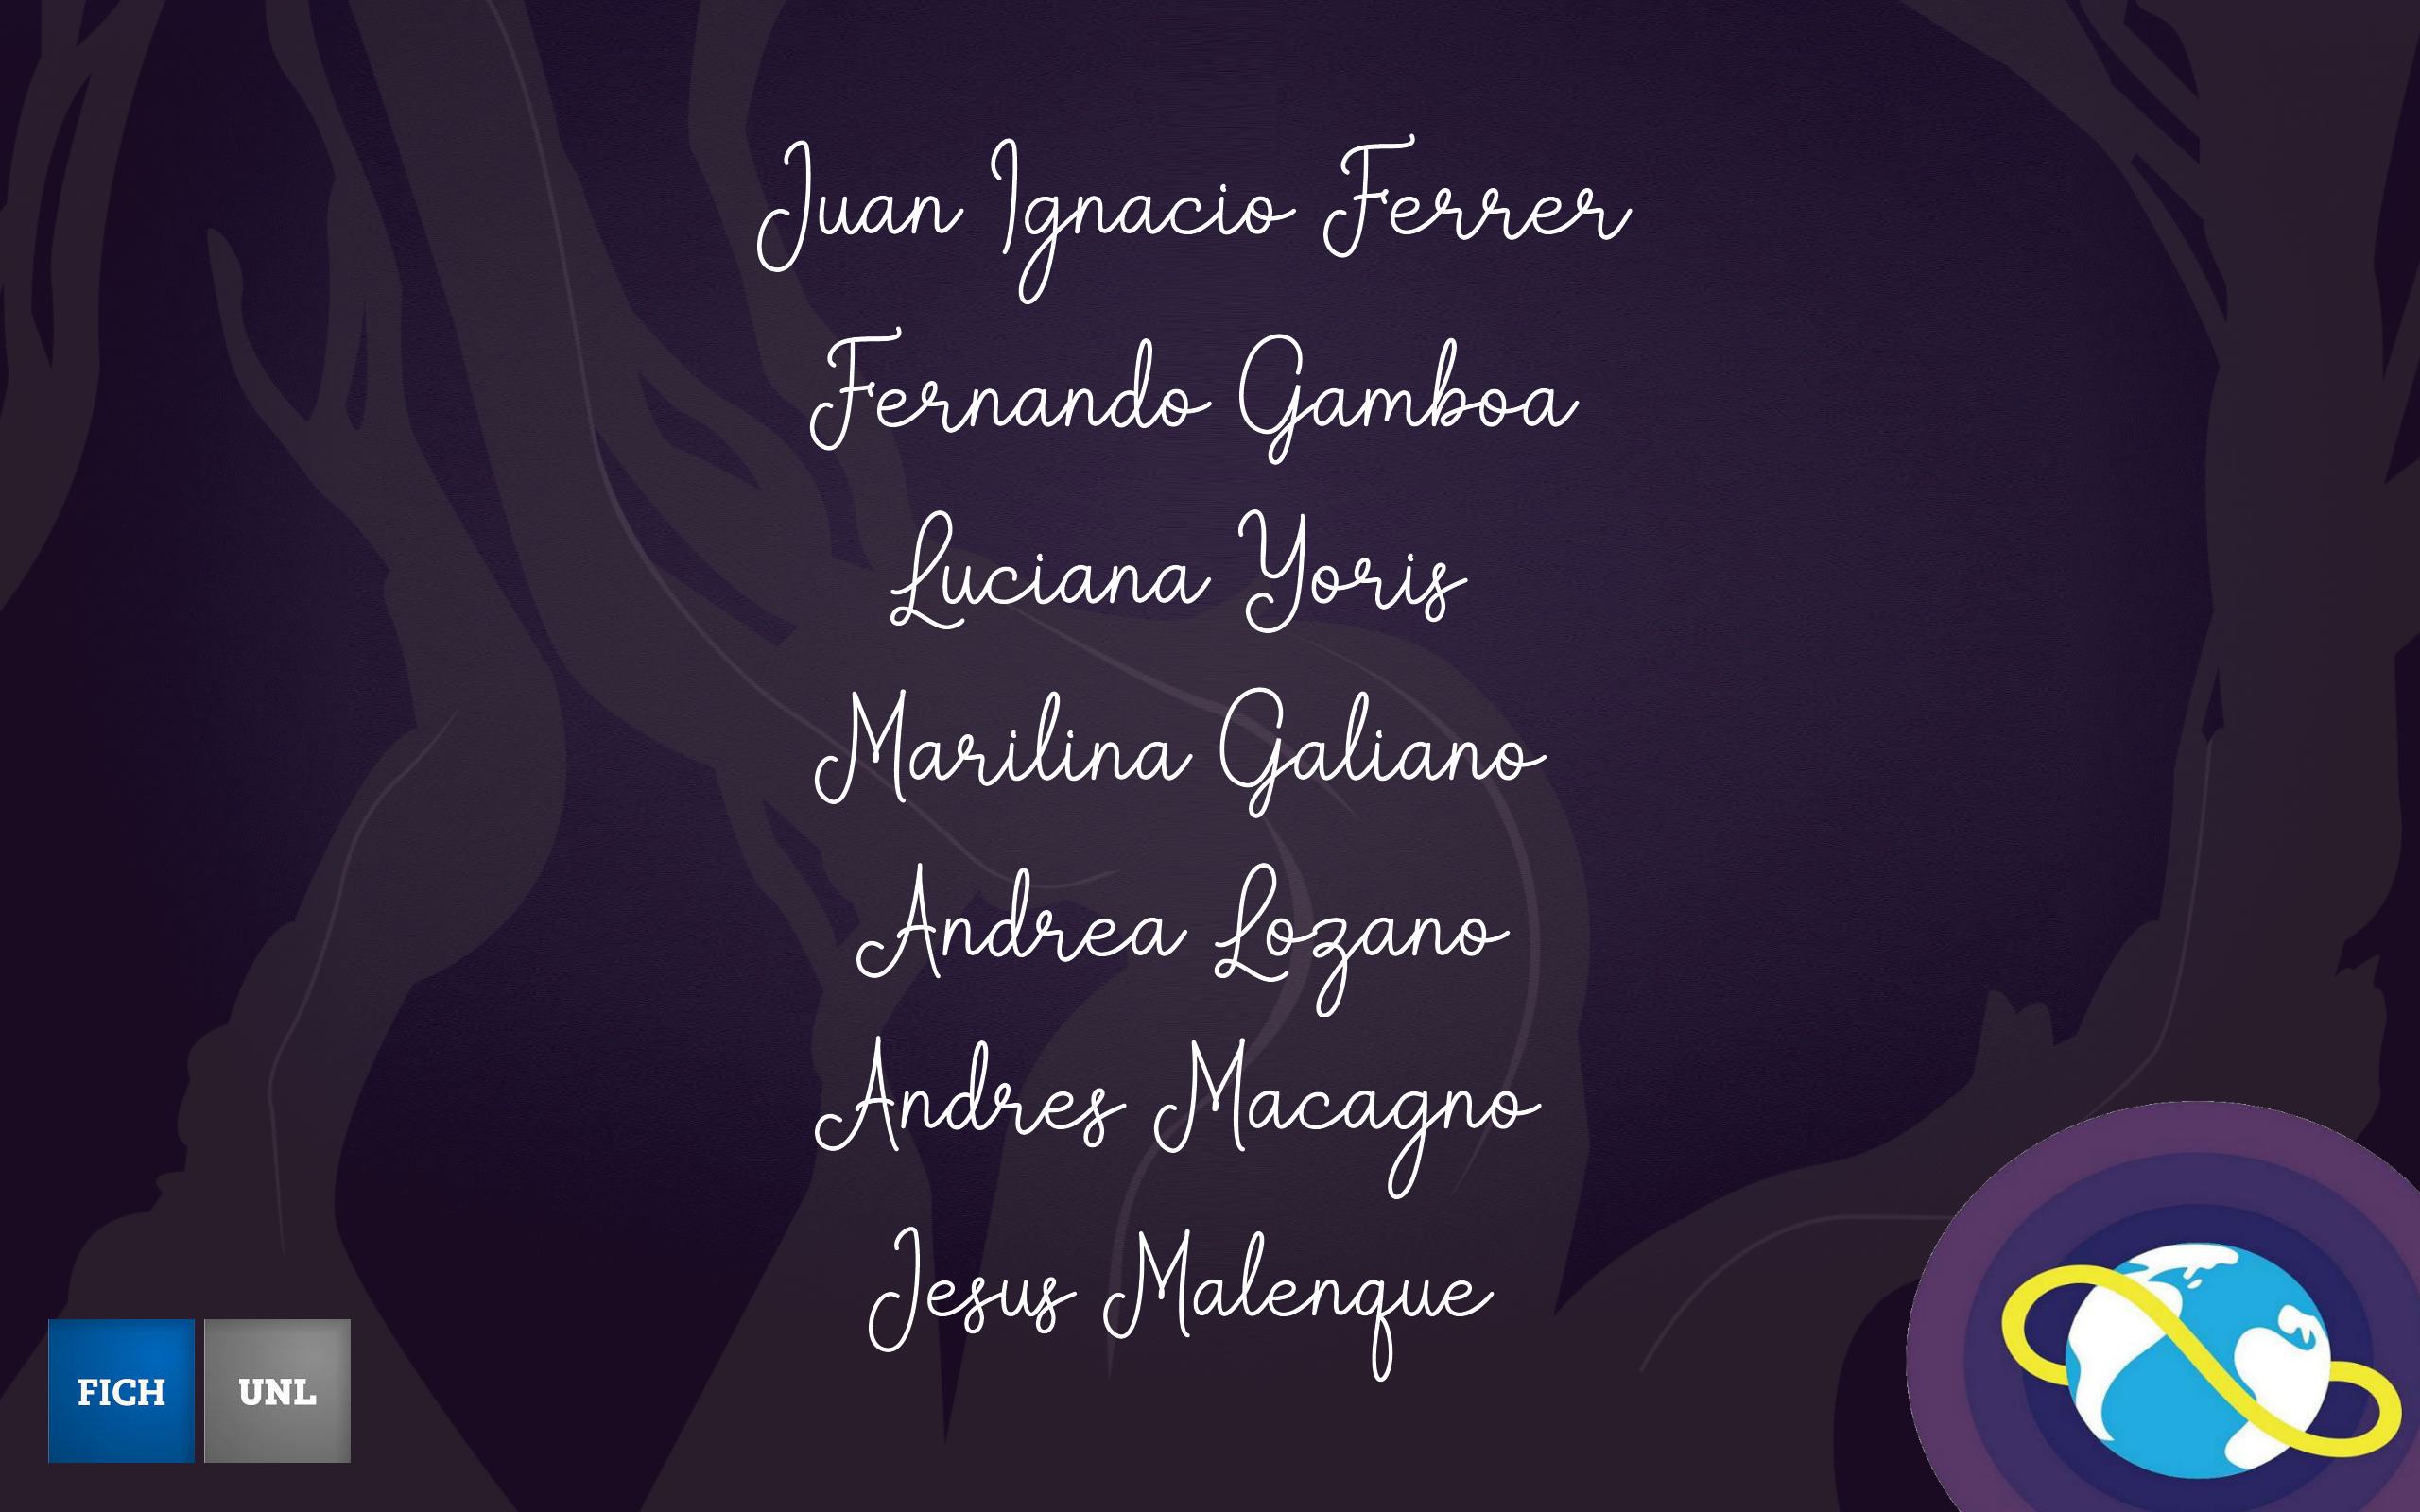 Juan Ignacio Ferrer
Fernando Gamboa
Luciana Yoris
Marilina Galiano
Andrea Lozano
Andres Macagno
Jesus Malenque
FICH UNL